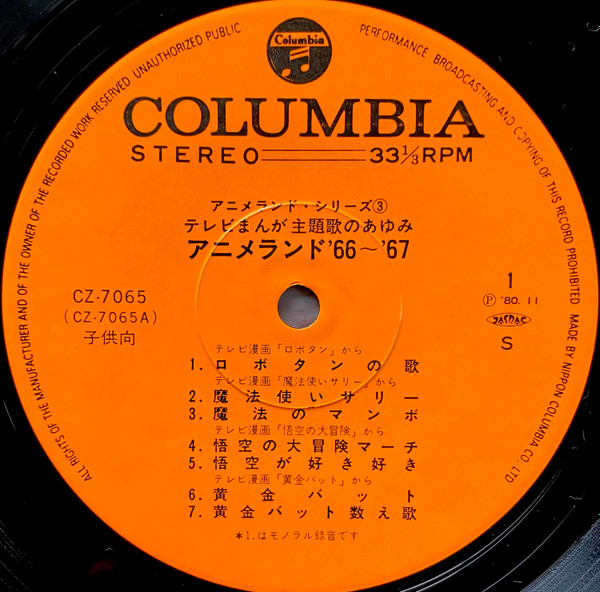 Columbia
ALL RIGHTS OF THE MANUFACTURER AND OF THE OWNER OF THE RECORDED WORK RESERVED UNAUTHORIZED PUBLIC PERFORMANCE BROADCASTING AND COPYING OF THIS RECORD PROHIBITED MADE BY NIPPON COLUMBIA CO. LTD
COLUMBIA
STEREO 33 1/3 RPM
アニメランド・シリーズ③
テレビまんが主題歌のあゆみ
アニメランド'66〜'67
CZ-7065
(CZ-7065A)
子供向
1
Ⓟ '80. 11
JASRAC
S
テレビ漫画「ロボタン」から
1. ロボタンの歌
テレビ漫画「魔法使いサリー」から
2. 魔法使いサリー
3. 魔法のマンボ
テレビ漫画「悟空の大冒険」から
4. 悟空の大冒険マーチ
5. 悟空が好き好き
テレビ漫画「黄金バット」から
6. 黄金バット
7. 黄金バット数え歌
*1.はモノラル録音です